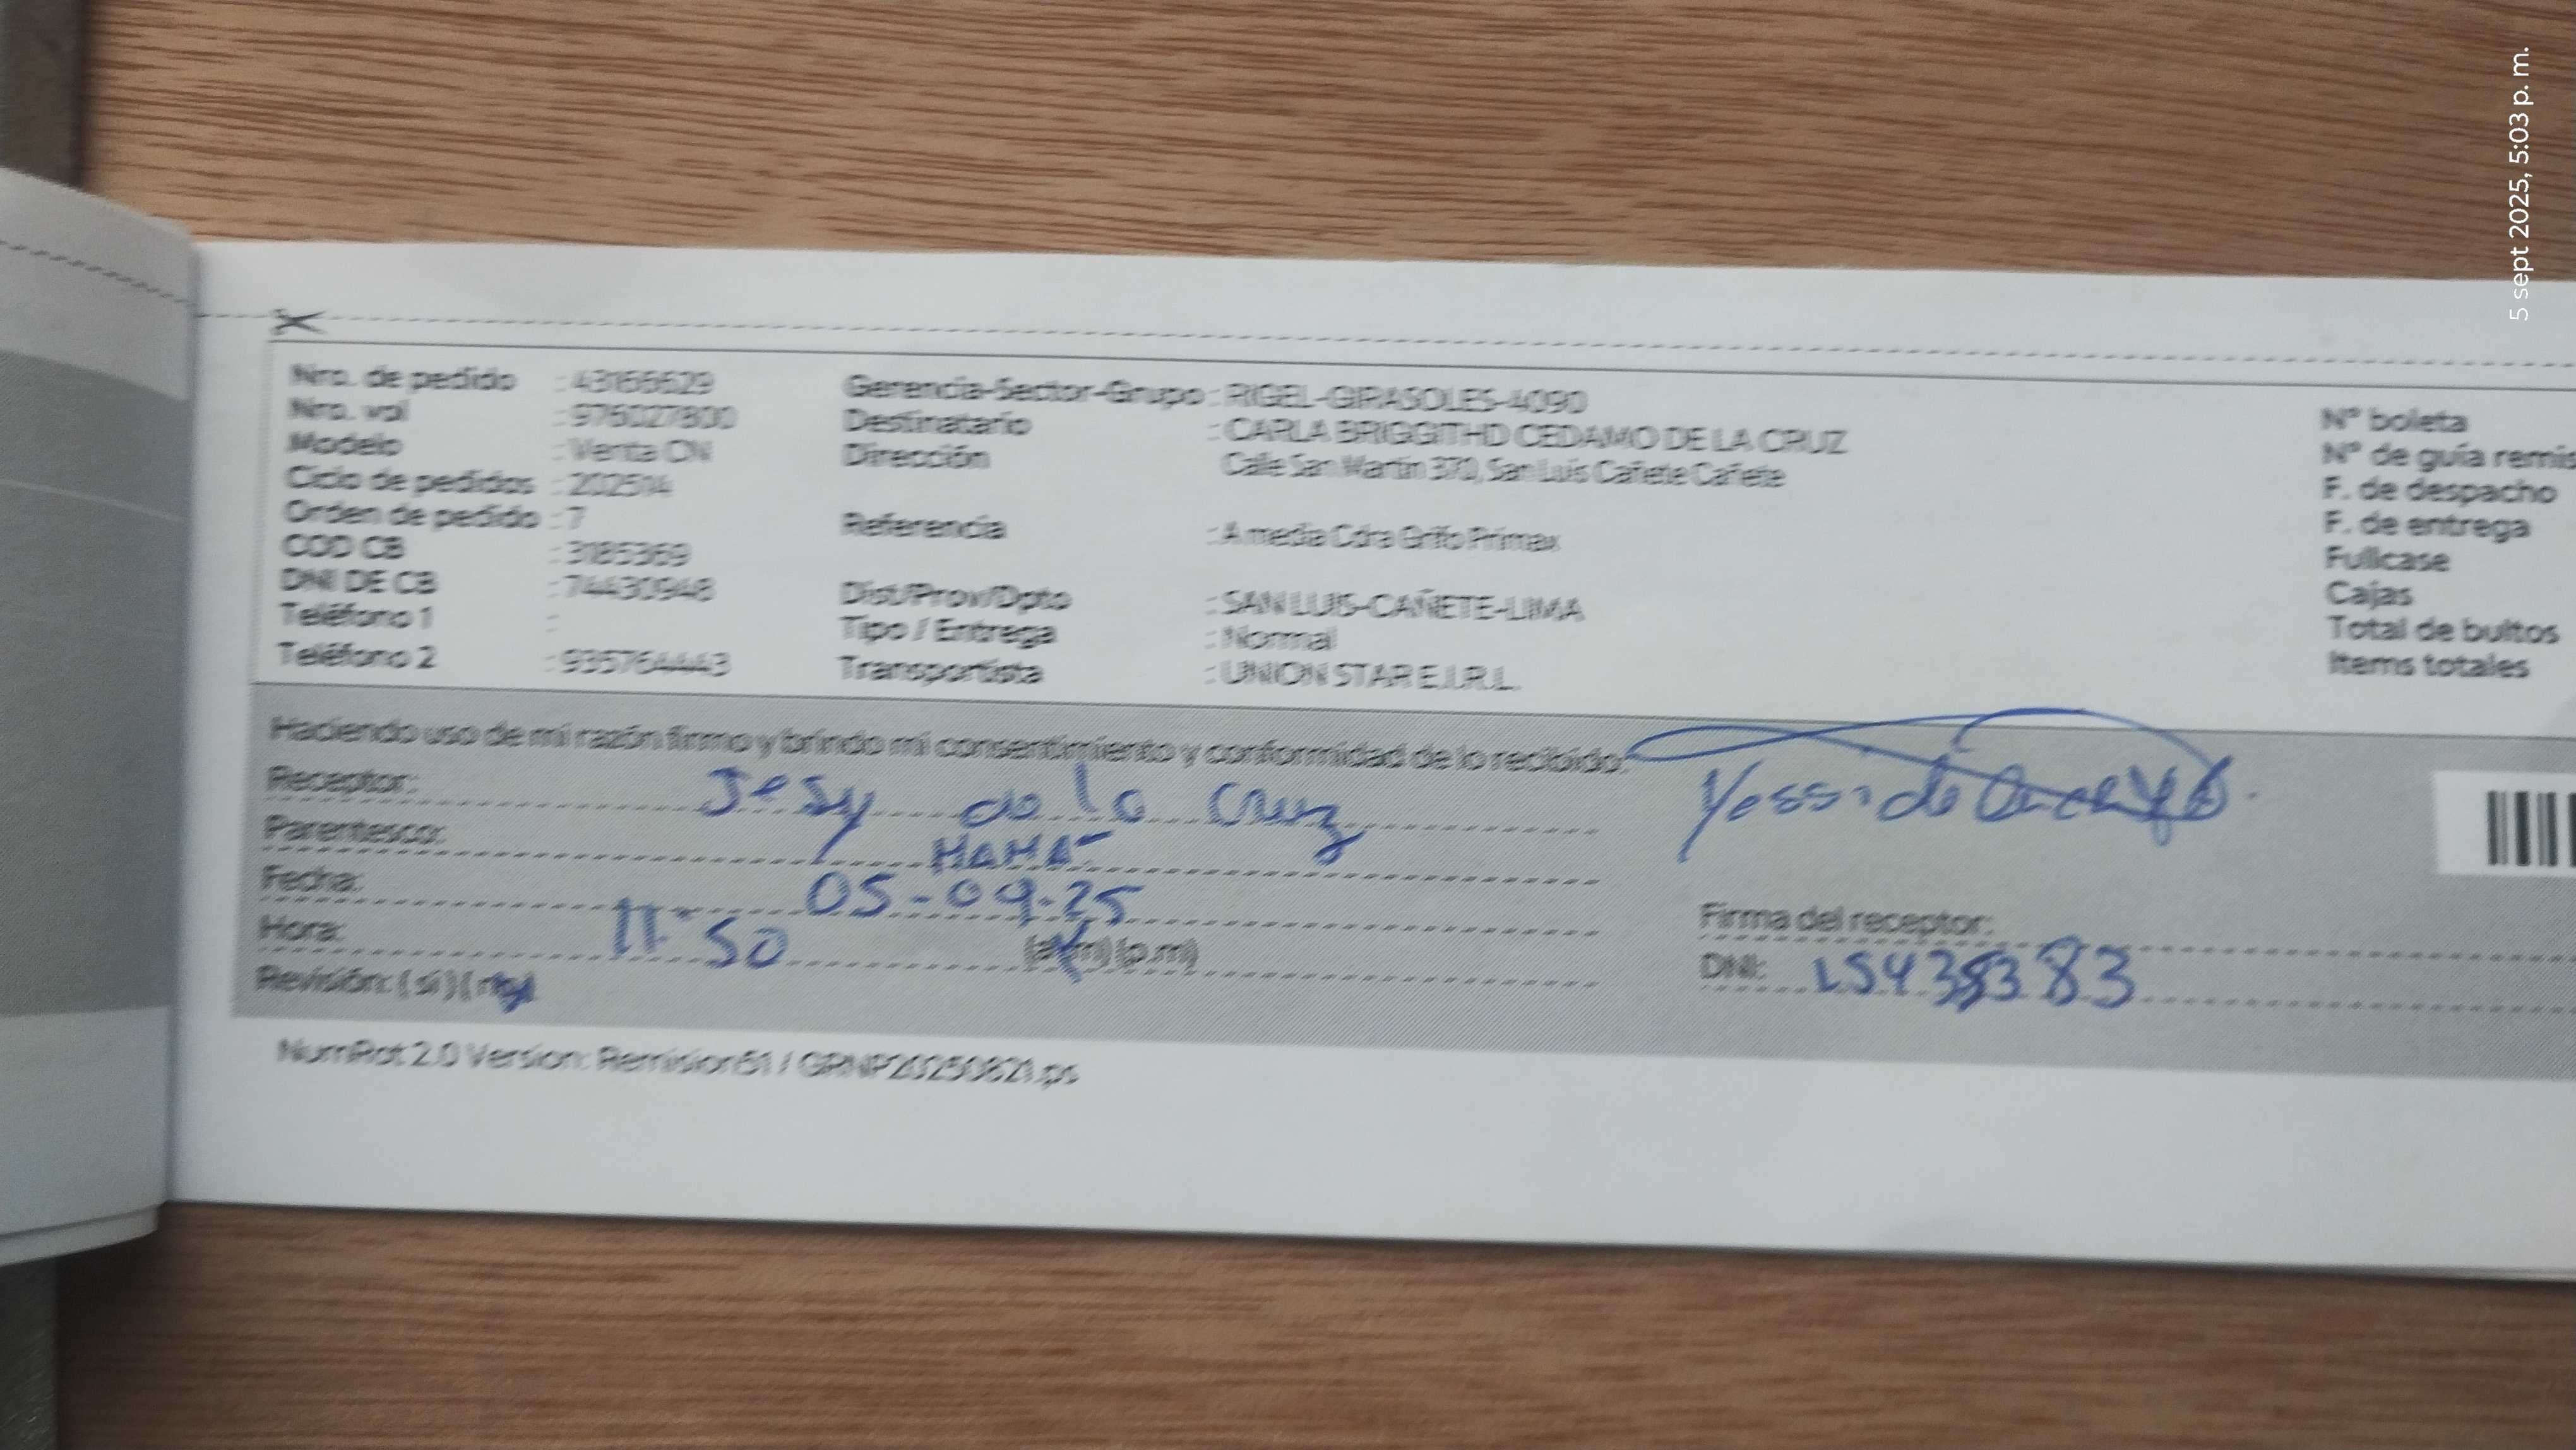 5 sept 2025, 5:03 p. m.
Nro. de pedido : 43166629
Nro. vol : 976027800
Modelo : Venta CN
Ciclo de pedidos : 202514
Orden de pedido : 7
COD CB : 3185369
DNI DE CB : 74430948
Teléfono 1 :
Teléfono 2 : 935764443
Gerencia-Sector-Grupo : RIGEL-GIRASOLES-4090
Destinatario : CARLA BRIGGITHD CEDAMO DE LA CRUZ
Dirección Calle San Martin 370, San Luis Cañete Cañete
Referencia : A media Cdra Grifo Primax
Dist/Prov/Dpto : SAN LUIS-CAÑETE-LIMA
Tipo / Entrega : Normal
Transportista : UNION STAR E.I.R.L.
N° boleta
N° de guía remis
F. de despacho
F. de entrega
Fullcase
Cajas
Total de bultos
Items totales
Haciendo uso de mi razón firmo y brindo mi consentimiento y conformidad de lo recibido:
Receptor: Jesy de la Cruz
Parentesco: MAMÁ
Fecha: 05-09-25
Hora: 11:50 (a.m) (p.m)
Revisión: ( si ) ( no )
Yessi de
Firma del receptor:
DNI:
NumRot 2.0 Version: Remision51 / GRNP20250821.rps